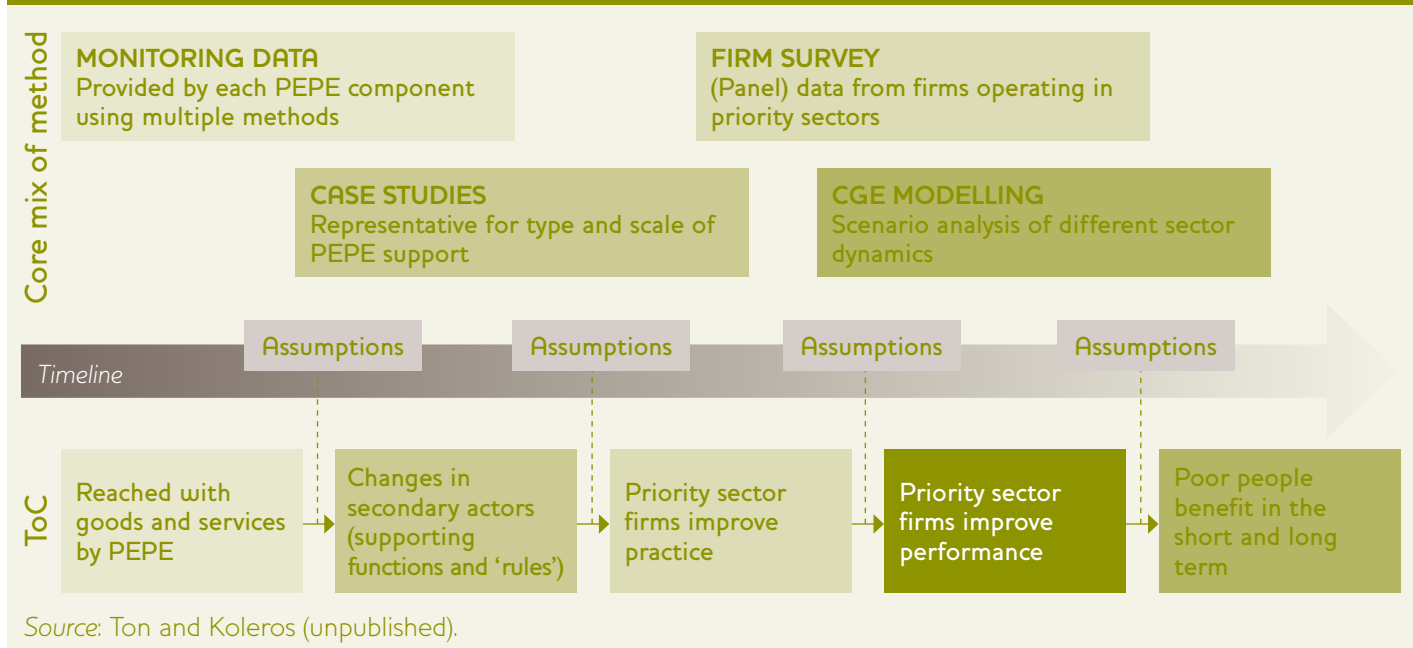 Core mix of method
MONITORING DATA
Provided by each PEPE component
using multiple methods
FIRM SURVEY
(Panel) data from firms operating in
priority sectors
CASE STUDIES
Representative for type and scale of
PEPE support
CGE MODELLING
Scenario analysis of different sector
dynamics
Assumptions
Assumptions
Assumptions
Assumptions
Timeline
ToC
Reached with
goods and services
by PEPE
Changes in
secondary actors
(supporting
functions and ‘rules’)
Priority sector
firms improve
practice
Priority sector
firms improve
performance
Poor people
benefit in the
short and long
term
Source: Ton and Koleros (unpublished).